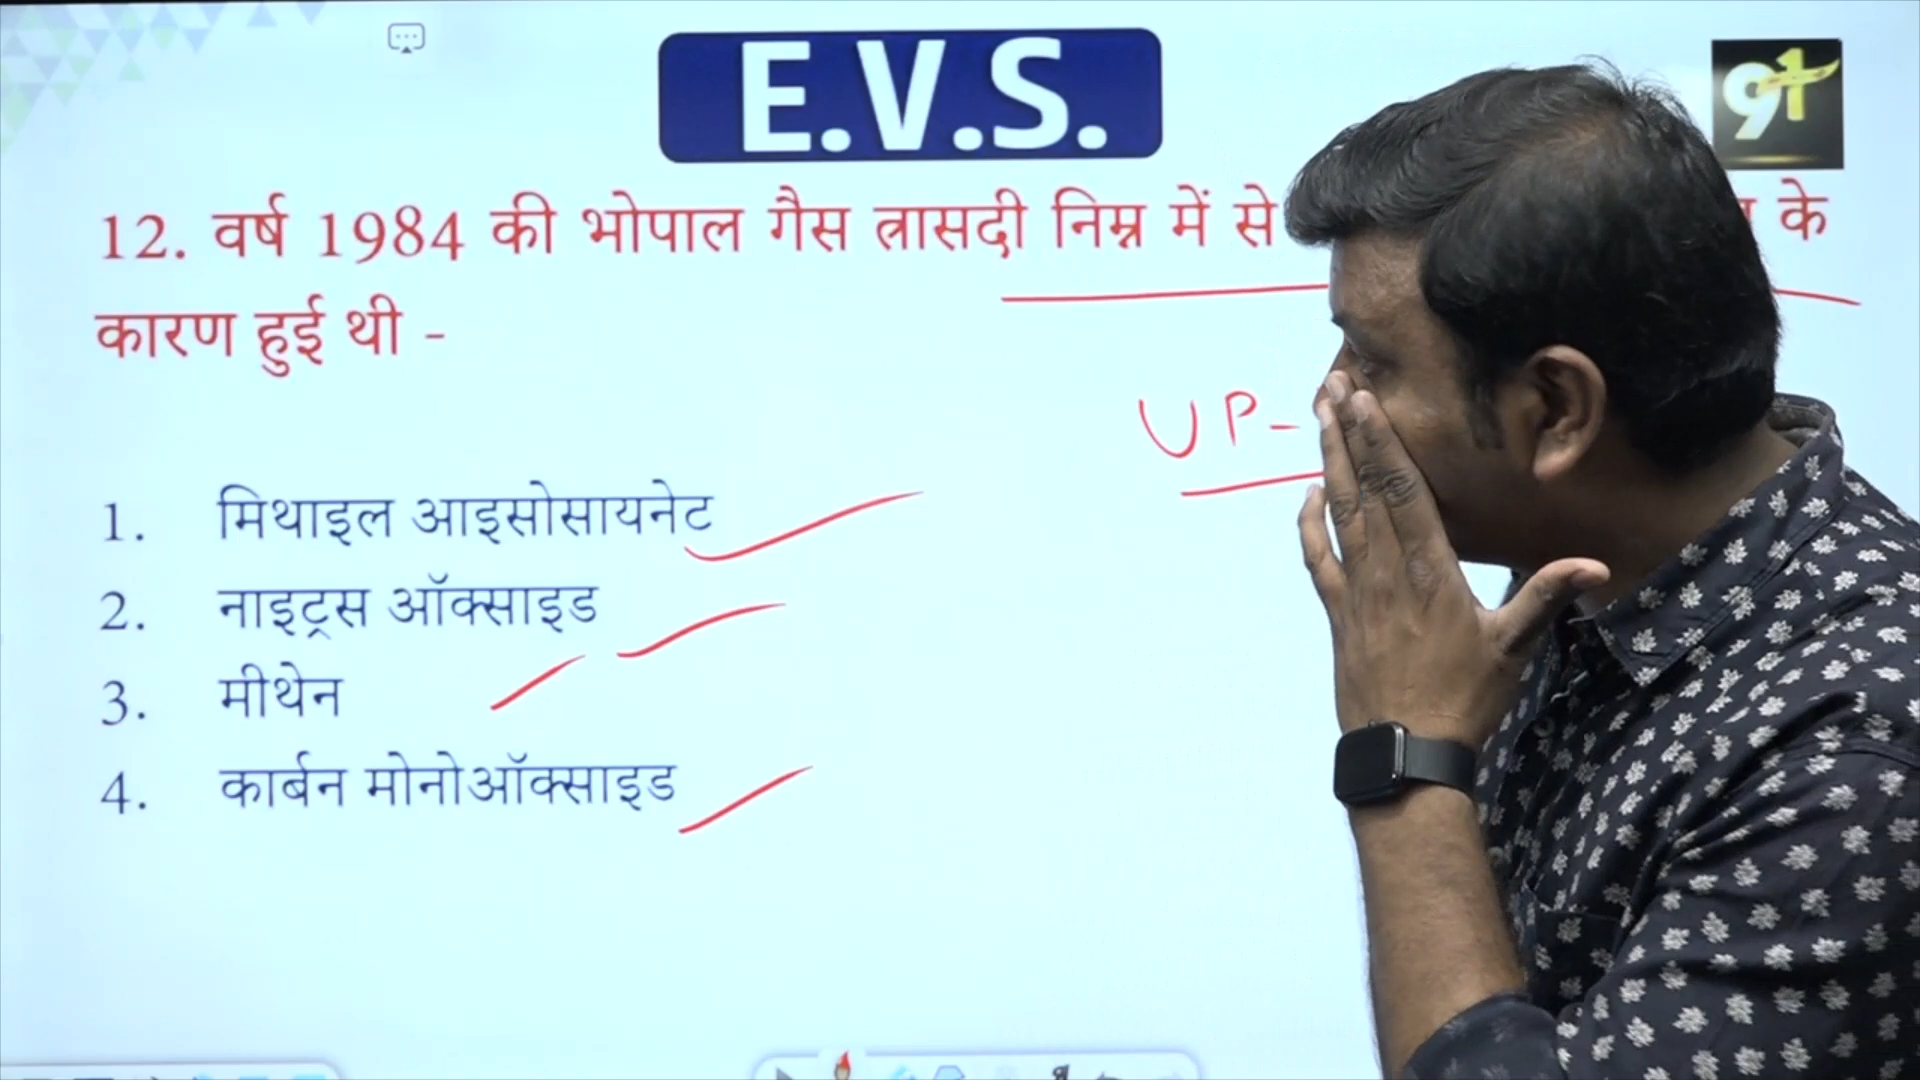 E.V.S.
91
12. वर्ष 1984 की भोपाल गैस त्रासदी निम्न में से के
कारण हुई थी -
UP-
1. मिथाइल आइसोसायनेट
2. नाइट्रस ऑक्साइड
3. मीथेन
4. कार्बन मोनोऑक्साइड